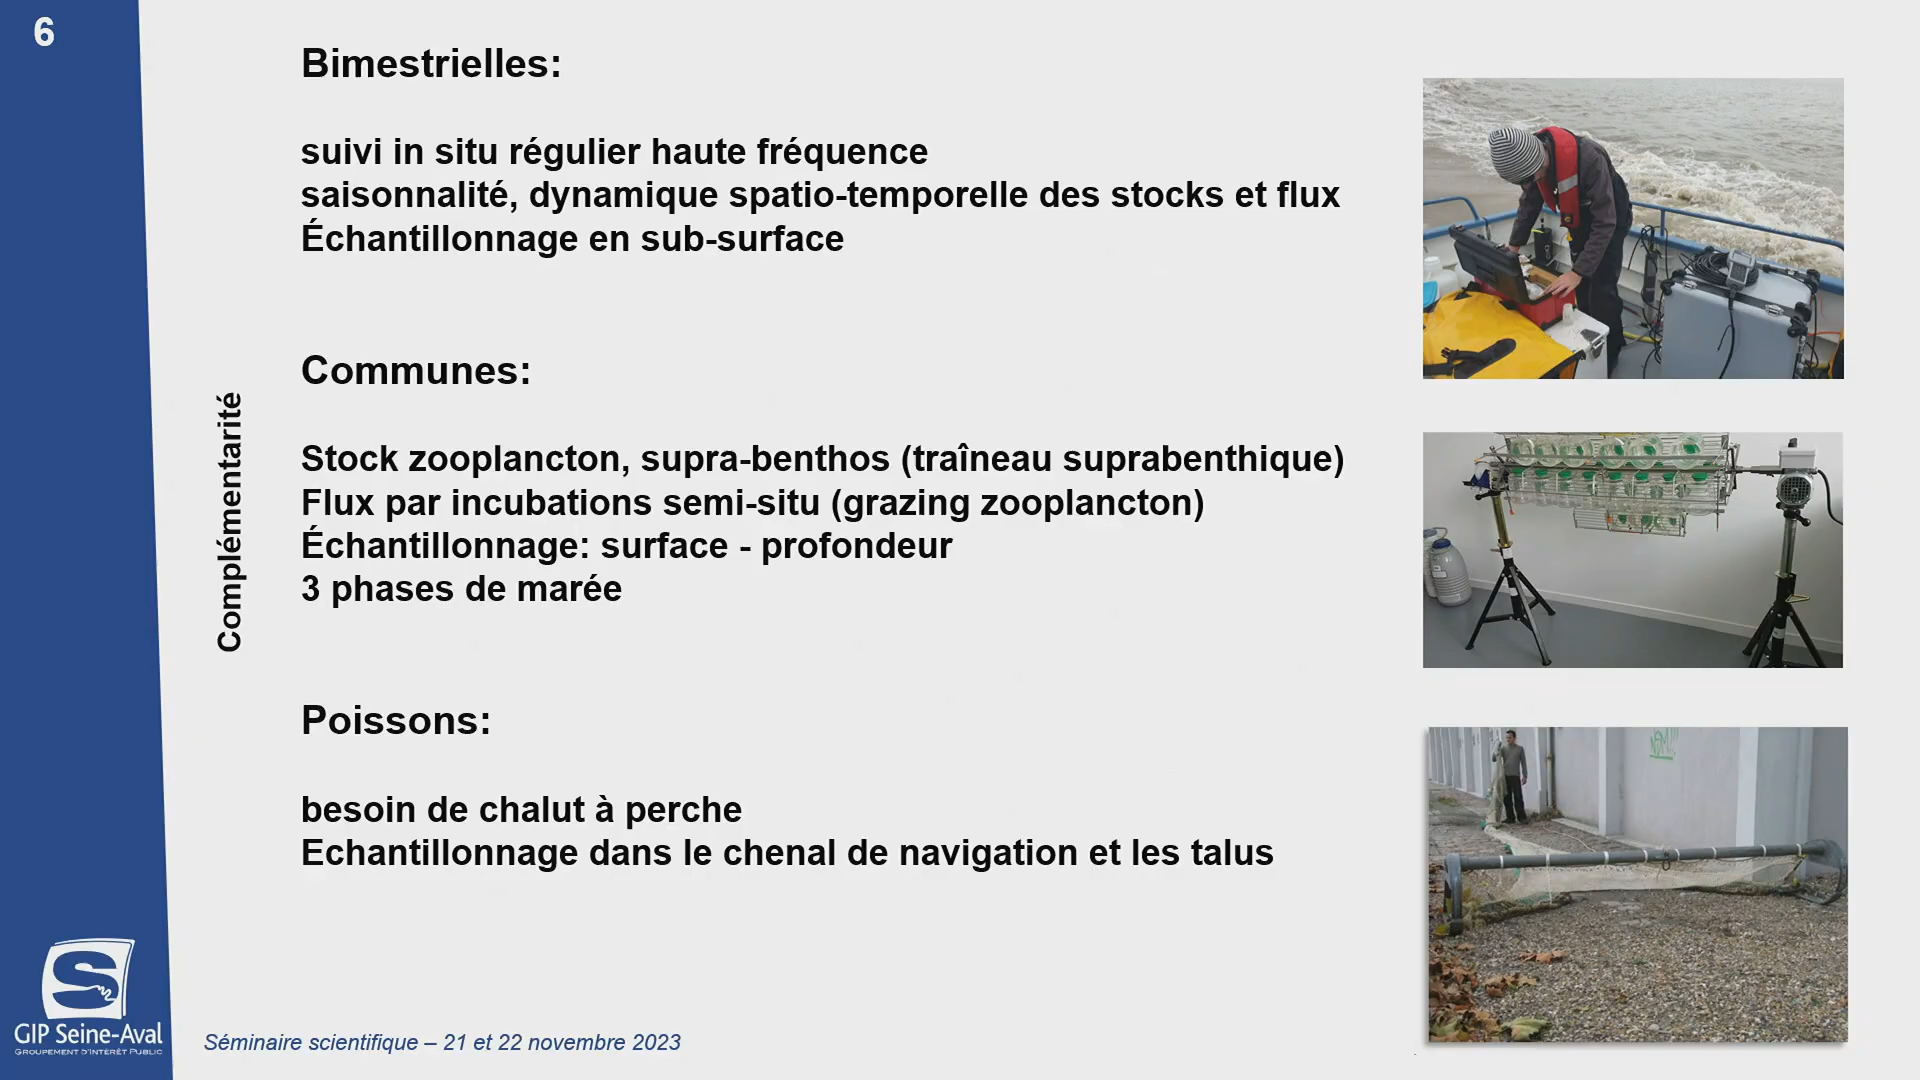 6
Bimestrielles:
suivi in situ régulier haute fréquence
saisonnalité, dynamique spatio-temporelle des stocks et flux
Échantillonnage en sub-surface
Complémentarité
Communes:
Stock zooplancton, supra-benthos (traîneau suprabenthique)
Flux par incubations semi-situ (grazing zooplancton)
Échantillonnage: surface - profondeur
3 phases de marée
Poissons:
besoin de chalut à perche
Echantillonnage dans le chenal de navigation et les talus
GIP Seine-Aval
GROUPEMENT D'INTÉRÊT PUBLIC
Séminaire scientifique – 21 et 22 novembre 2023